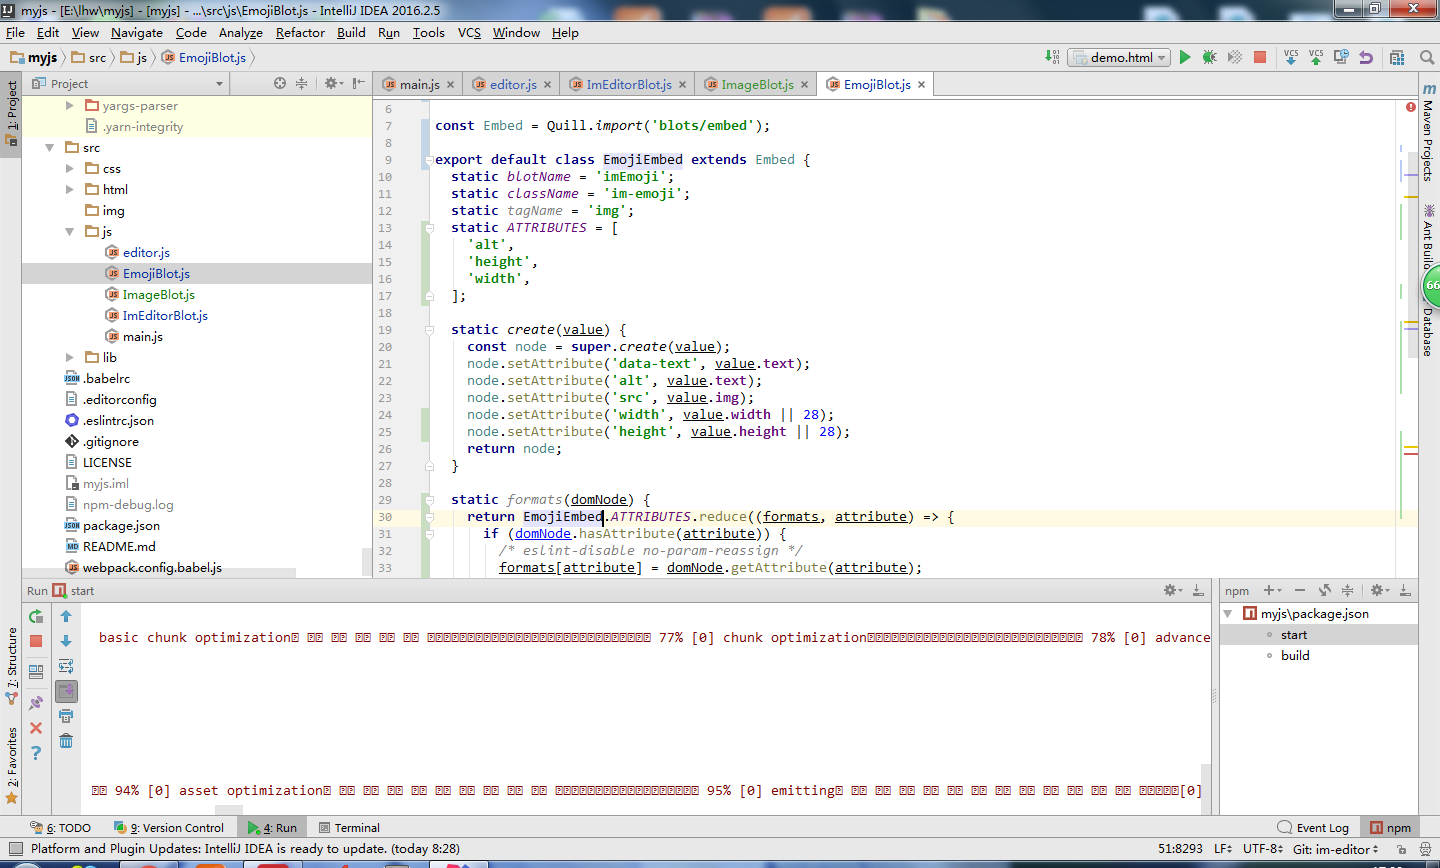 myjs - [E:\lhw\myjs] - [myjs] - ...\src\js\EmojiBlot.js - IntelliJ IDEA 2016.2.5
File Edit View Navigate Code Analyze Refactor Build Run Tools VCS Window Help
myjs src js EmojiBlot.js
demo.html
VCS VCS
Project
main.js editor.js ImEditorBlot.js ImageBlot.js EmojiBlot.js
1: Project
7: Structure
2: Favorites
yargs-parser
.yarn-integrity
src
css
html
img
js
editor.js
EmojiBlot.js
ImageBlot.js
ImEditorBlot.js
main.js
lib
.babelrc
.editorconfig
.eslintrc.json
.gitignore
LICENSE
myjs.iml
npm-debug.log
package.json
README.md
webpack.config.babel.js
6
7 const Embed = Quill.import('blots/embed');
8
9 export default class EmojiEmbed extends Embed {
10 static blotName = 'imEmoji';
11 static className = 'im-emoji';
12 static tagName = 'img';
13 static ATTRIBUTES = [
14 'alt',
15 'height',
16 'width',
17 ];
18
19 static create(value) {
20 const node = super.create(value);
21 node.setAttribute('data-text', value.text);
22 node.setAttribute('alt', value.text);
23 node.setAttribute('src', value.img);
24 node.setAttribute('width', value.width || 28);
25 node.setAttribute('height', value.height || 28);
26 return node;
27 }
28
29 static formats(domNode) {
30 return EmojiEmbed.ATTRIBUTES.reduce((formats, attribute) => {
31 if (domNode.hasAttribute(attribute)) {
32 /* eslint-disable no-param-reassign */
33 formats[attribute] = domNode.getAttribute(attribute);
Maven Projects
Ant Build
66
Database
Run start
basic chunk optimization 77% [0] chunk optimization 78% [0] advance
94% [0] asset optimization 95% [0] emitting [0]
npm
myjs\package.json
start
build
6: TODO 9: Version Control 4: Run Terminal Event Log npm
Platform and Plugin Updates: IntelliJ IDEA is ready to update. (today 8:28) 51:8293 LF UTF-8 Git: im-editor